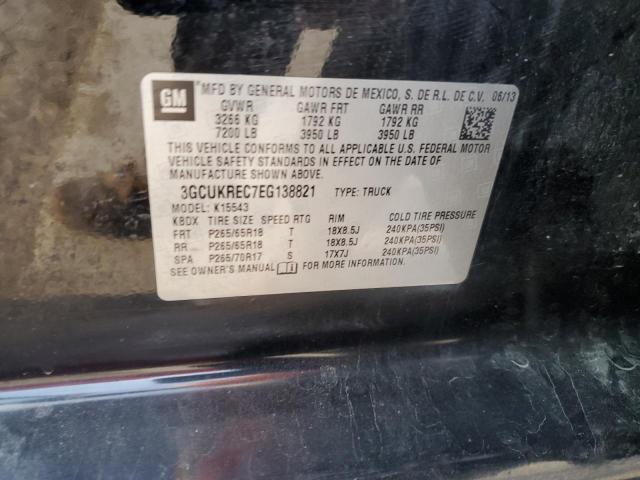 GM
MFD BY GENERAL MOTORS DE MEXICO, S. DE R.L. DE C.V. 06/13
GVWR GAWR FRT GAWR RR
3266 KG 1792 KG 1792 KG
7200 LB 3950 LB 3950 LB
THIS VEHICLE CONFORMS TO ALL APPLICABLE U.S. FEDERAL MOTOR
VEHICLE SAFETY STANDARDS IN EFFECT ON THE DATE OF
MANUFACTURE SHOWN ABOVE.
3GCUKREC7EG138821 TYPE: TRUCK
MODEL: K15543
KBDX TIRE SIZE SPEED RTG RIM COLD TIRE PRESSURE
FRT P265/65R18 T 18X8.5J 240KPA(35PSI)
RR P265/65R18 T 18X8.5J 240KPA(35PSI)
SPA P265/70R17 S 17X7J 240KPA(35PSI)
SEE OWNER'S MANUAL FOR MORE INFORMATION.